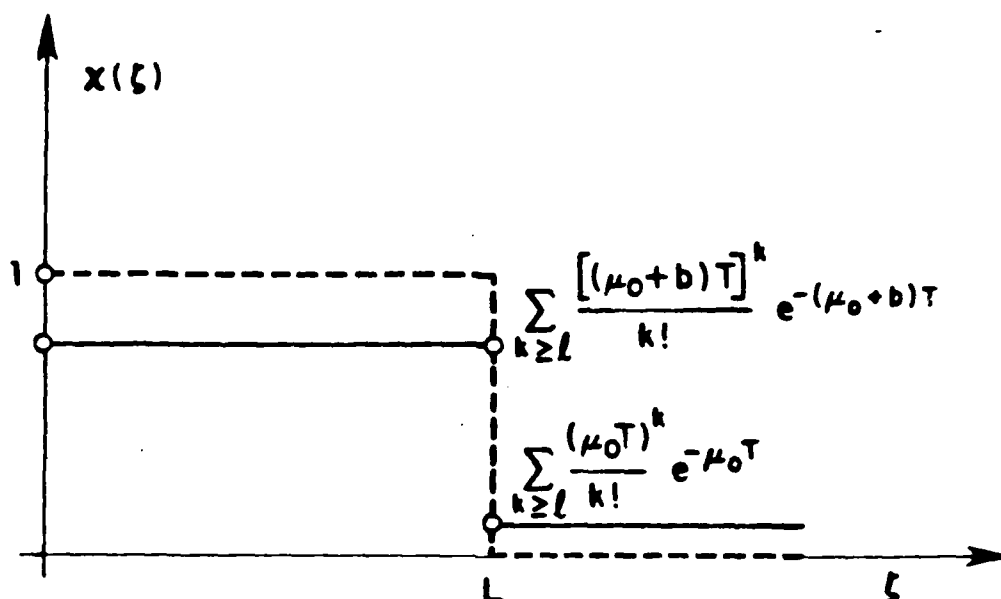 χ(ζ)
1
∑_{k≥ℓ} [(μ₀+b)T]^k / k! e^{-(μ₀+b)T}
∑_{k≥ℓ} (μ₀T)^k / k! e^{-μ₀T}
L
ζ